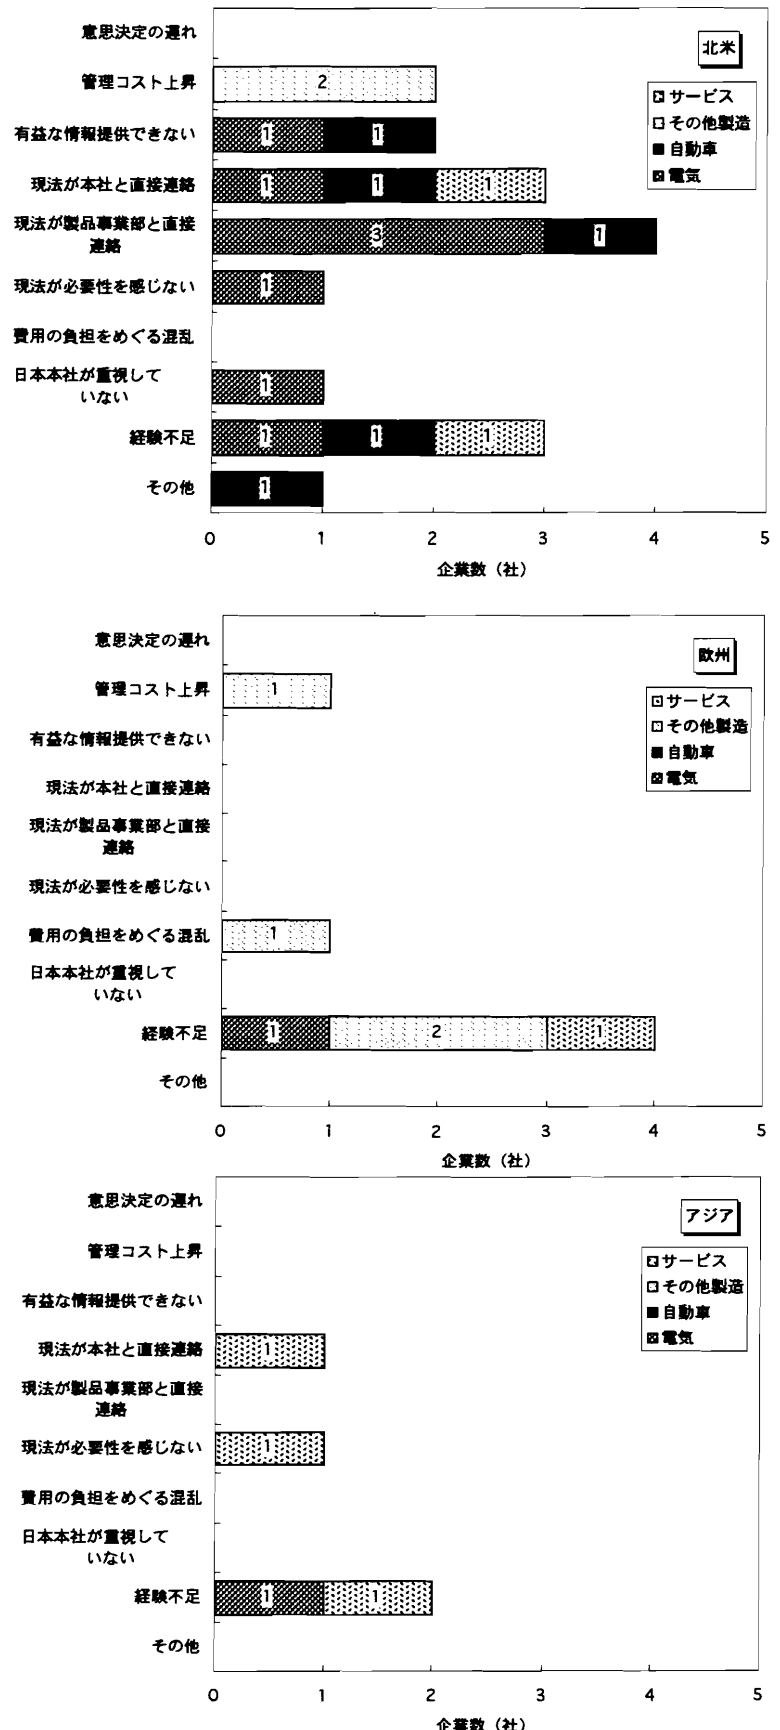 意思決定の遅れ
北米
管理コスト上昇
2
サービス
その他製造
自動車
電気
有益な情報提供できない
1 1
現法が本社と直接連絡
1 1 1
現法が製品事業部と直接
連絡
3 1
現法が必要性を感じない
1
費用の負担をめぐる混乱
日本本社が重視して
いない
1
経験不足
1 1 1
その他
1
0 1 2 3 4 5
企業数（社）
意思決定の遅れ
欧州
管理コスト上昇
1
サービス
その他製造
自動車
電気
有益な情報提供できない
現法が本社と直接連絡
現法が製品事業部と直接
連絡
現法が必要性を感じない
費用の負担をめぐる混乱
1
日本本社が重視して
いない
経験不足
1 2 1
その他
0 1 2 3 4 5
企業数（社）
意思決定の遅れ
アジア
管理コスト上昇
サービス
その他製造
自動車
電気
有益な情報提供できない
現法が本社と直接連絡
1
現法が製品事業部と直接
連絡
現法が必要性を感じない
1
費用の負担をめぐる混乱
日本本社が重視して
いない
経験不足
1 1
その他
0 1 2 3 4 5
企業数（社）